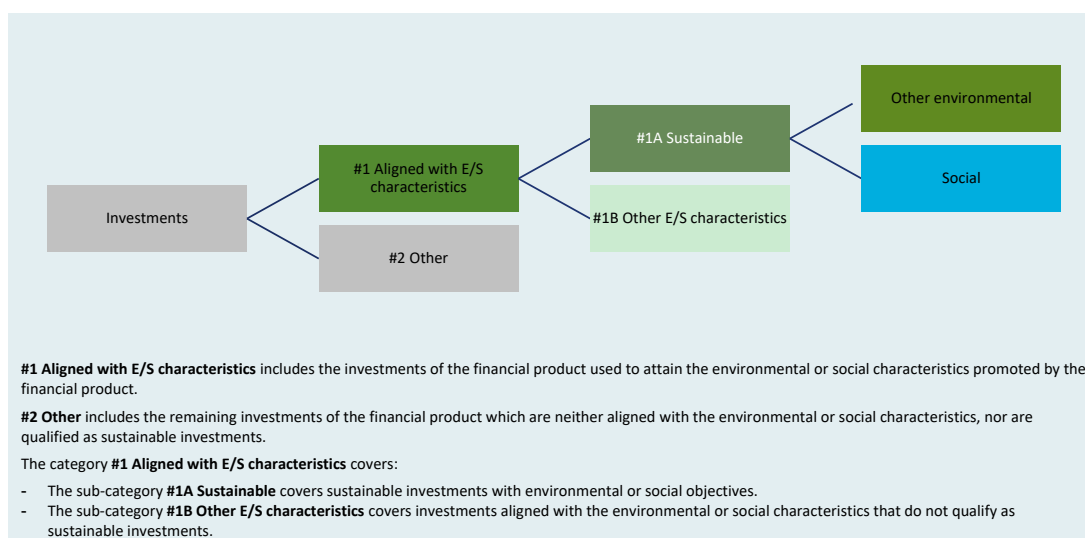 Other environmental
#1A Sustainable
#1 Aligned with E/S
characteristics
Social
Investments
#1B Other E/S characteristics
#2 Other
#1 Aligned with E/S characteristics includes the investments of the financial product used to attain the environmental or social characteristics promoted by the
financial product.
#2 Other includes the remaining investments of the financial product which are neither aligned with the environmental or social characteristics, nor are
qualified as sustainable investments.
The category #1 Aligned with E/S characteristics covers:
- The sub-category #1A Sustainable covers sustainable investments with environmental or social objectives.
- The sub-category #1B Other E/S characteristics covers investments aligned with the environmental or social characteristics that do not qualify as
sustainable investments.